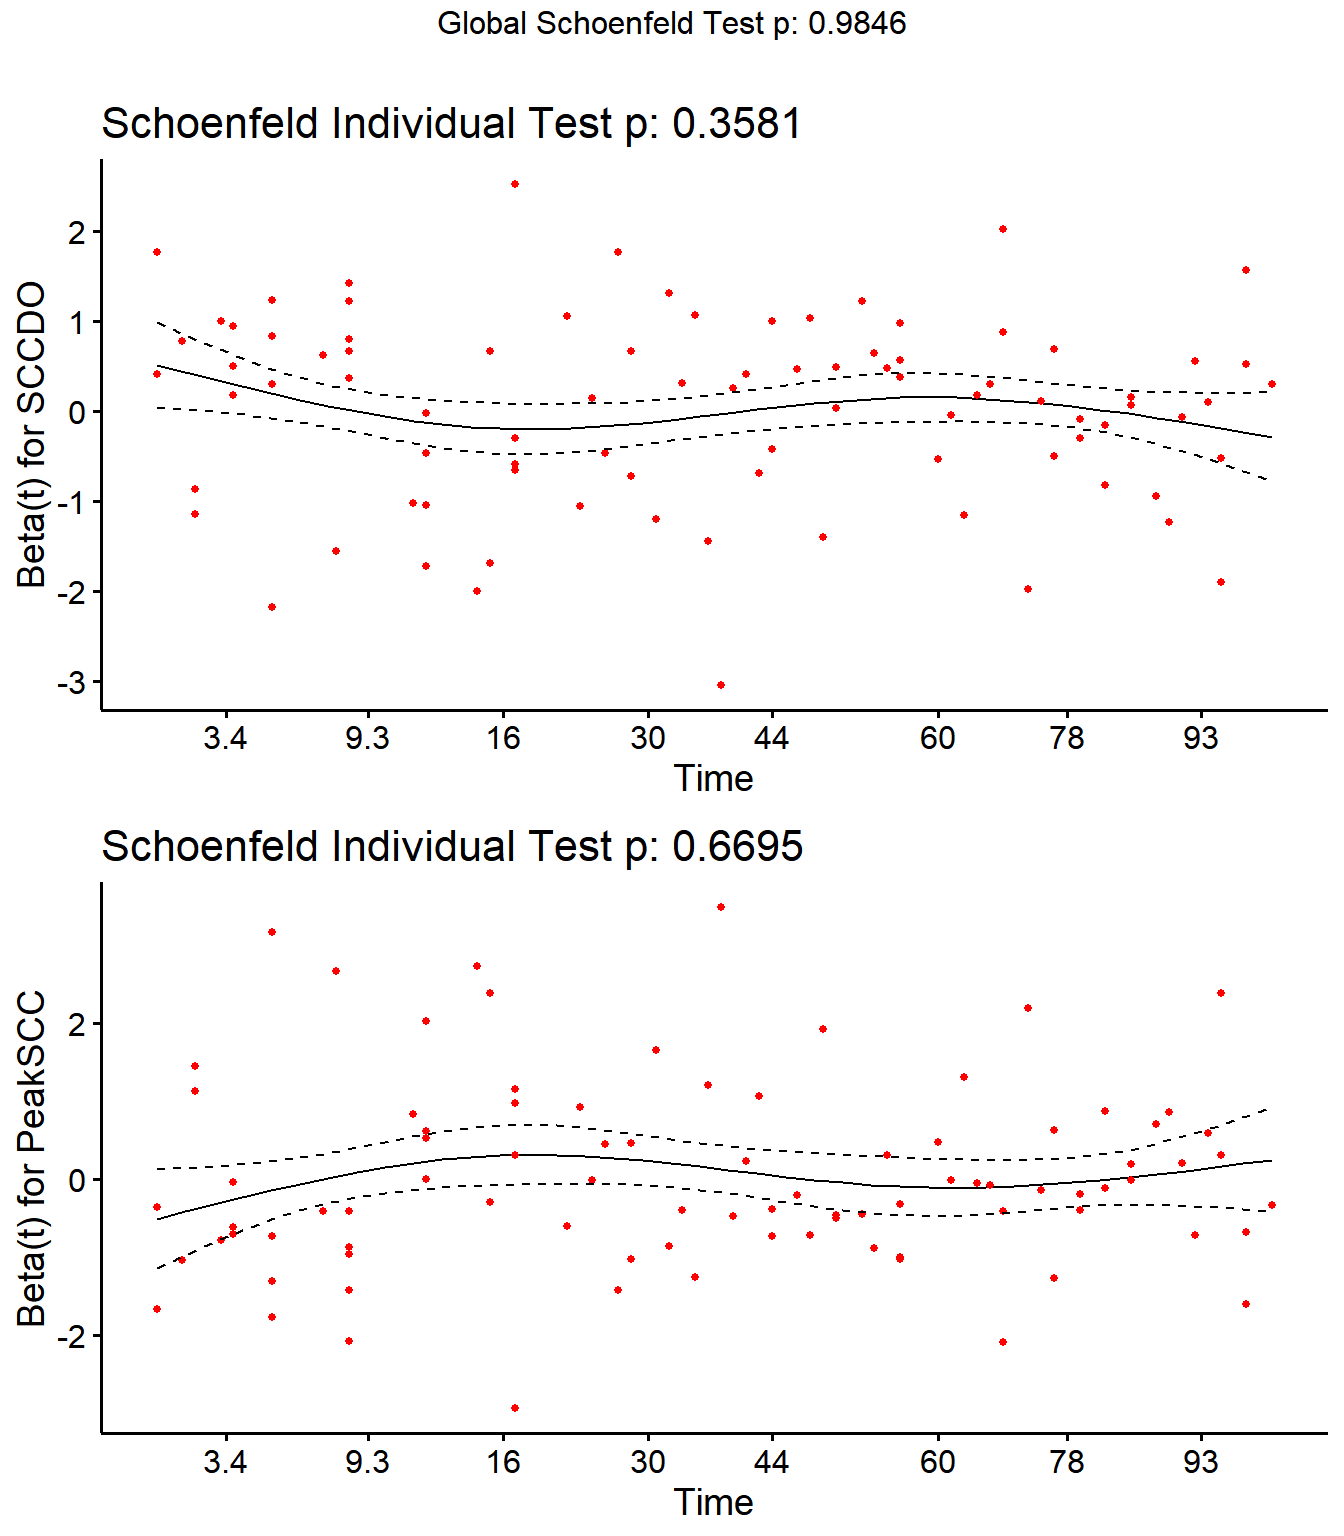 Global Schoenfeld Test p: 0.9846
Schoenfeld Individual Test p: 0.3581
Beta(t) for SCCDO
2
1
0
-1
-2
-3
3.4 9.3 16 30 44 60 78 93
Time
Schoenfeld Individual Test p: 0.6695
Beta(t) for PeakSCC
2
0
-2
3.4 9.3 16 30 44 60 78 93
Time